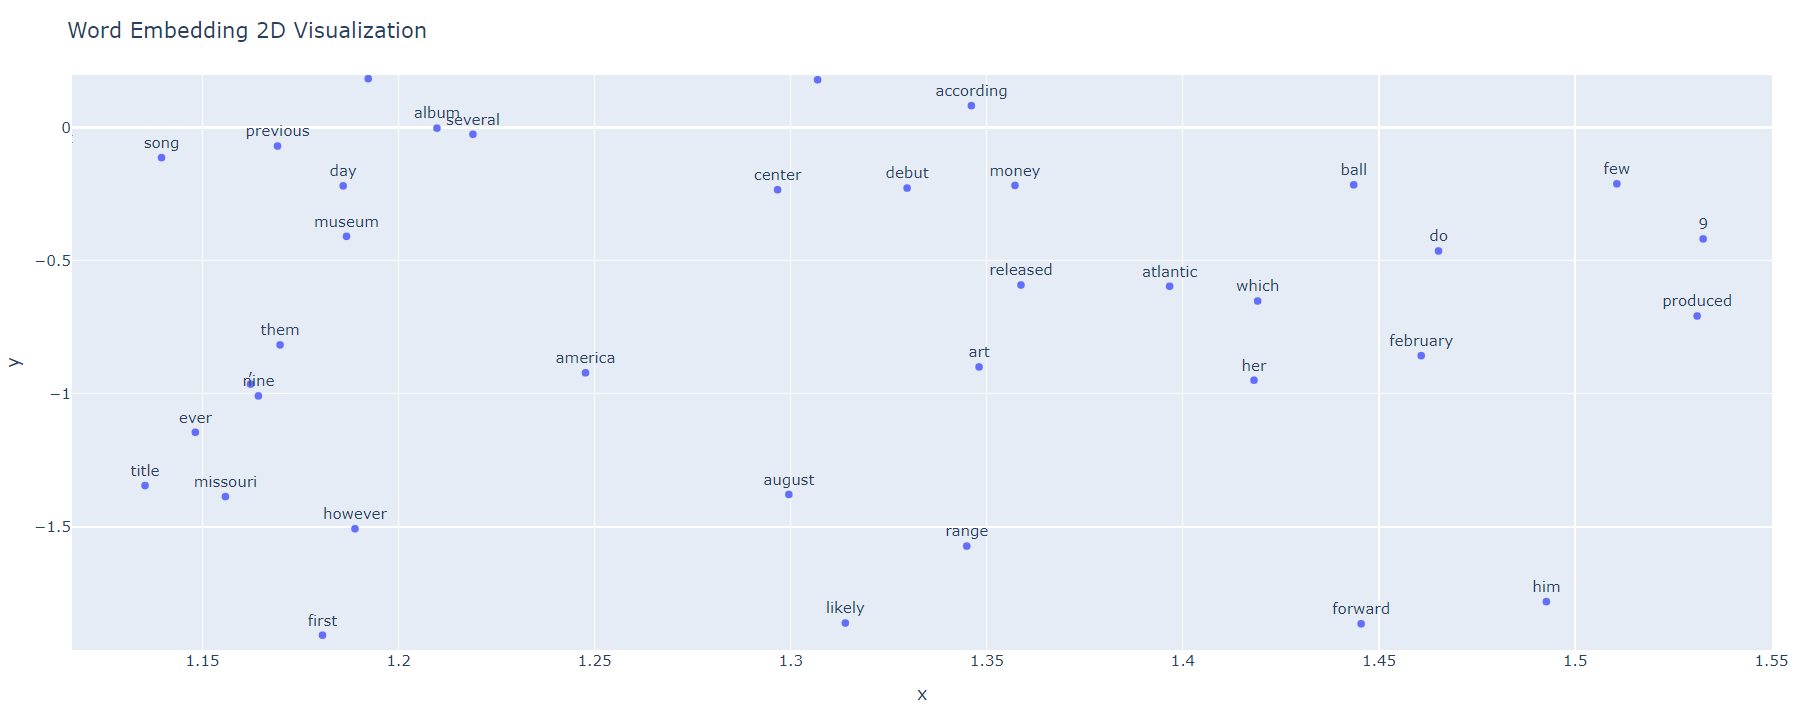 Word Embedding 2D Visualization
according
album
several
0
previous
song
day
center
debut
money
ball
few
museum
9
do
−0.5
released
atlantic
which
produced
them
february
america
art
her
,
nine
−1
ever
title
missouri
august
however
−1.5
range
him
likely
forward
first
1.15
1.2
1.25
1.3
1.35
1.4
1.45
1.5
1.55
x
y